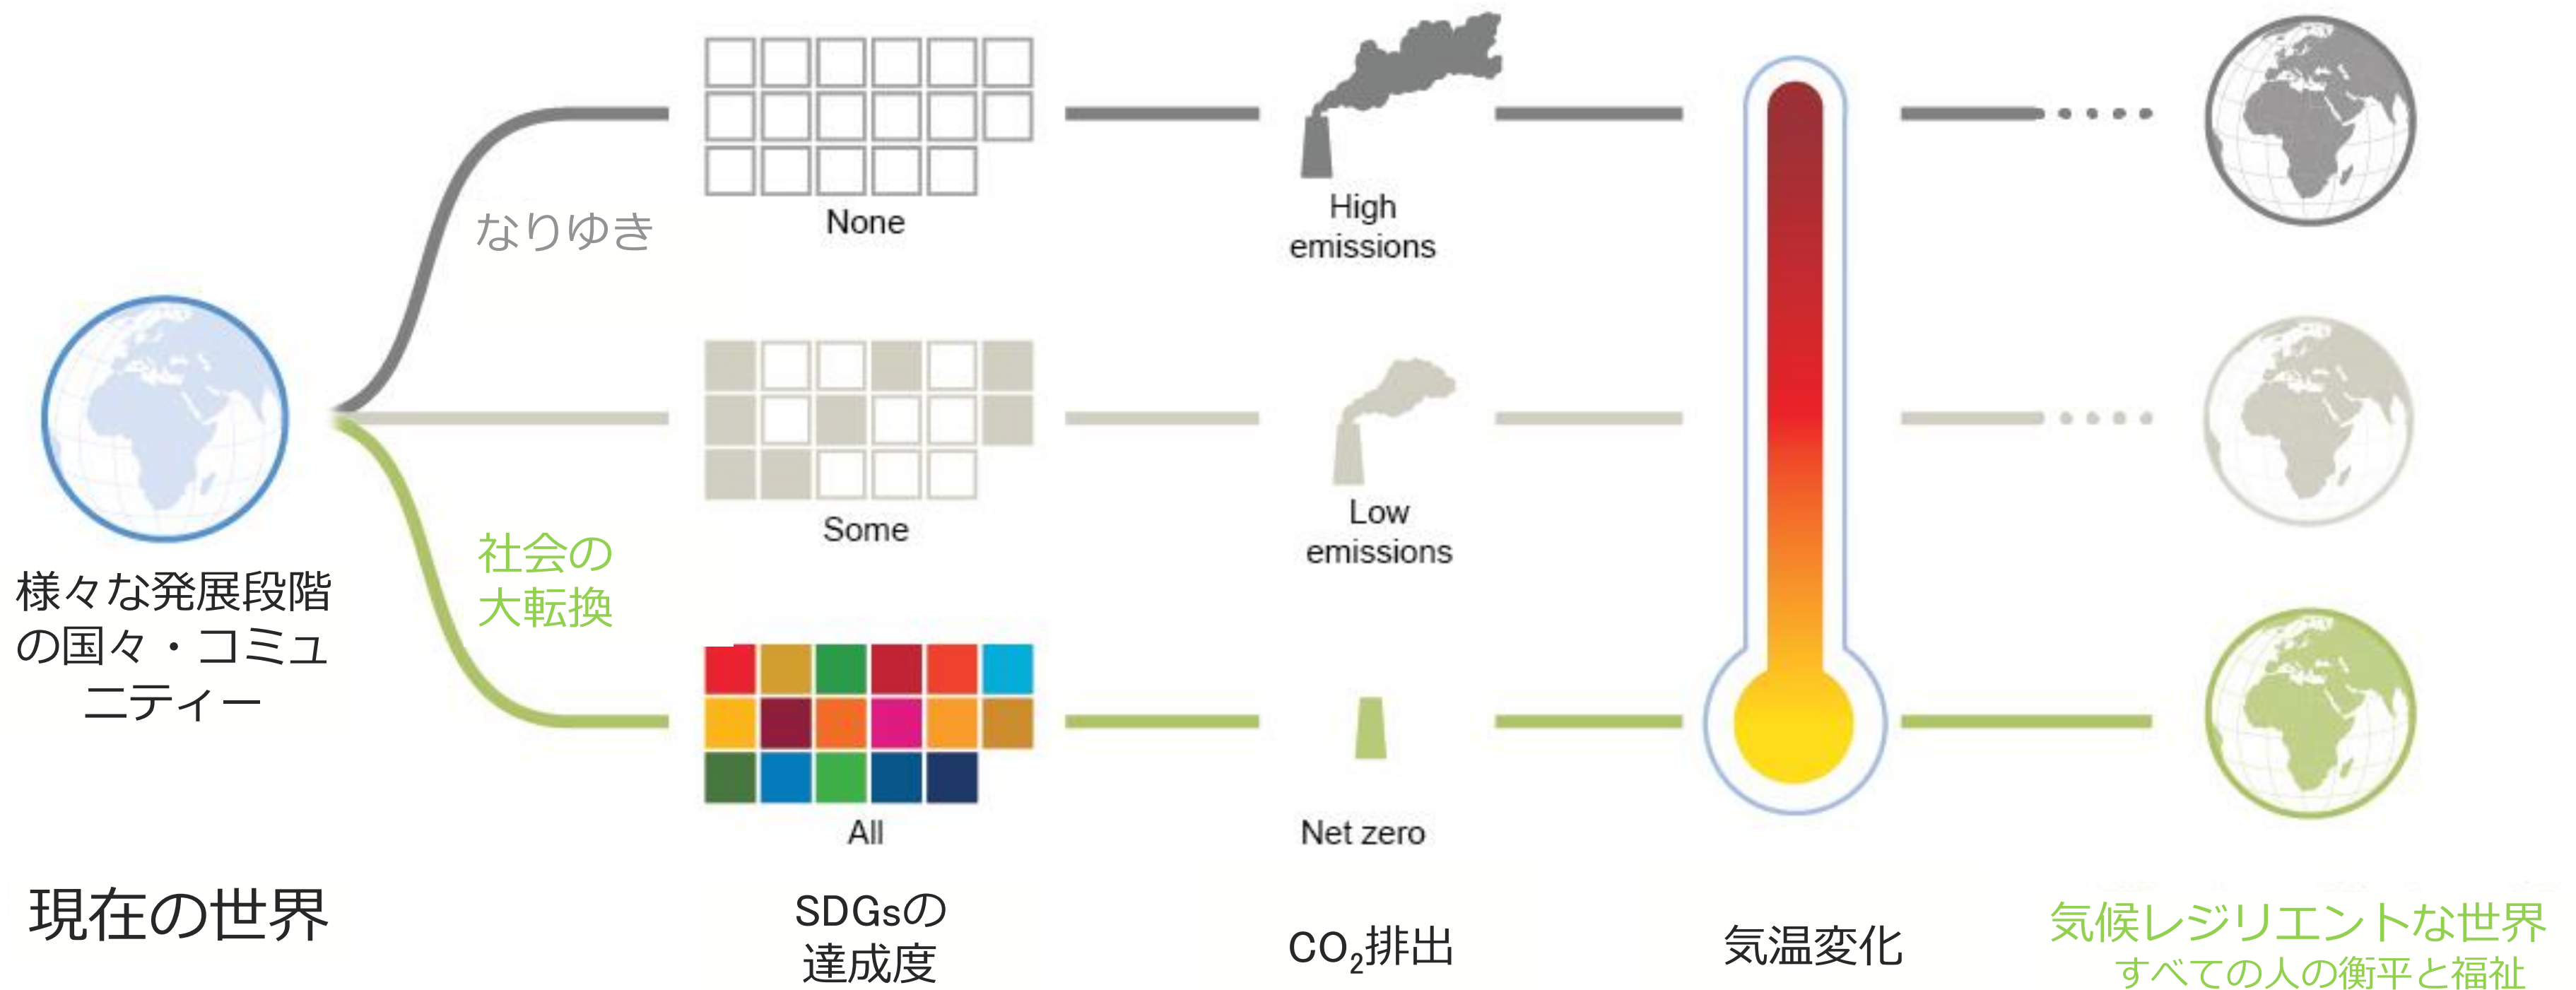 なりゆき
None
High
emissions
様々な発展段階
の国々・コミュ
ニティー
社会の
大転換
Some
Low
emissions
All
Net zero
現在の世界
SDGsの
達成度
CO₂排出
気温変化
気候レジリエントな世界
すべての人の衡平と福祉